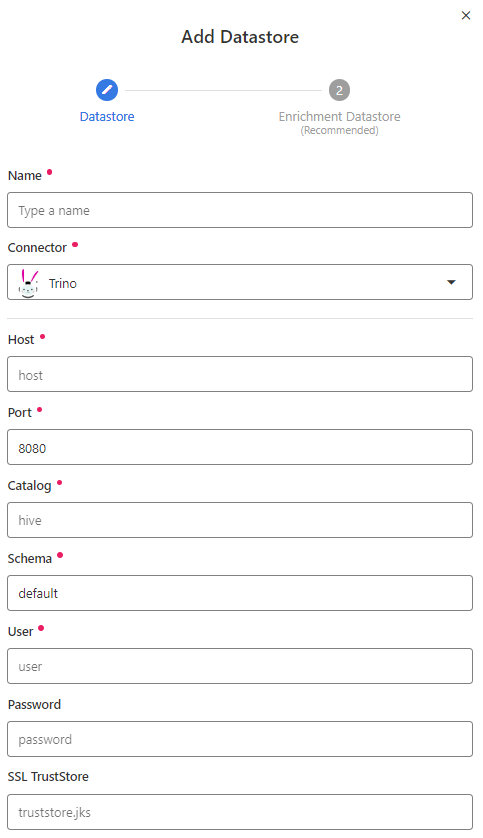 Add Datastore
Datastore
2
Enrichment Datastore
(Recommended)
Name
Type a name
Connector
Trino
Host
host
Port
8080
Catalog
hive
Schema
default
User
user
Password
password
SSL TrustStore
truststore.jks